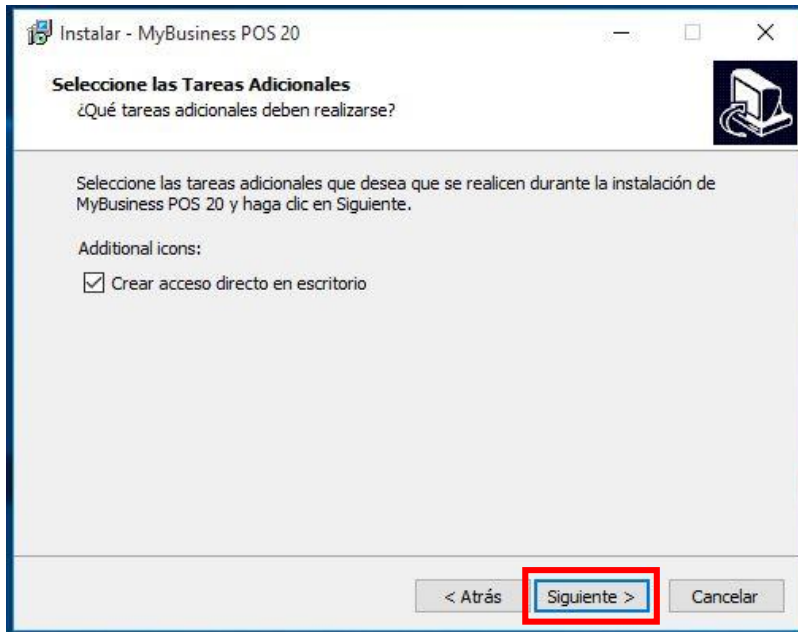 Instalar - MyBusiness POS 20
Seleccione las Tareas Adicionales
¿Qué tareas adicionales deben realizarse?
Seleccione las tareas adicionales que desea que se realicen durante la instalación de
MyBusiness POS 20 y haga clic en Siguiente.
Additional icons:
Crear acceso directo en escritorio
< Atrás
Siguiente >
Cancelar